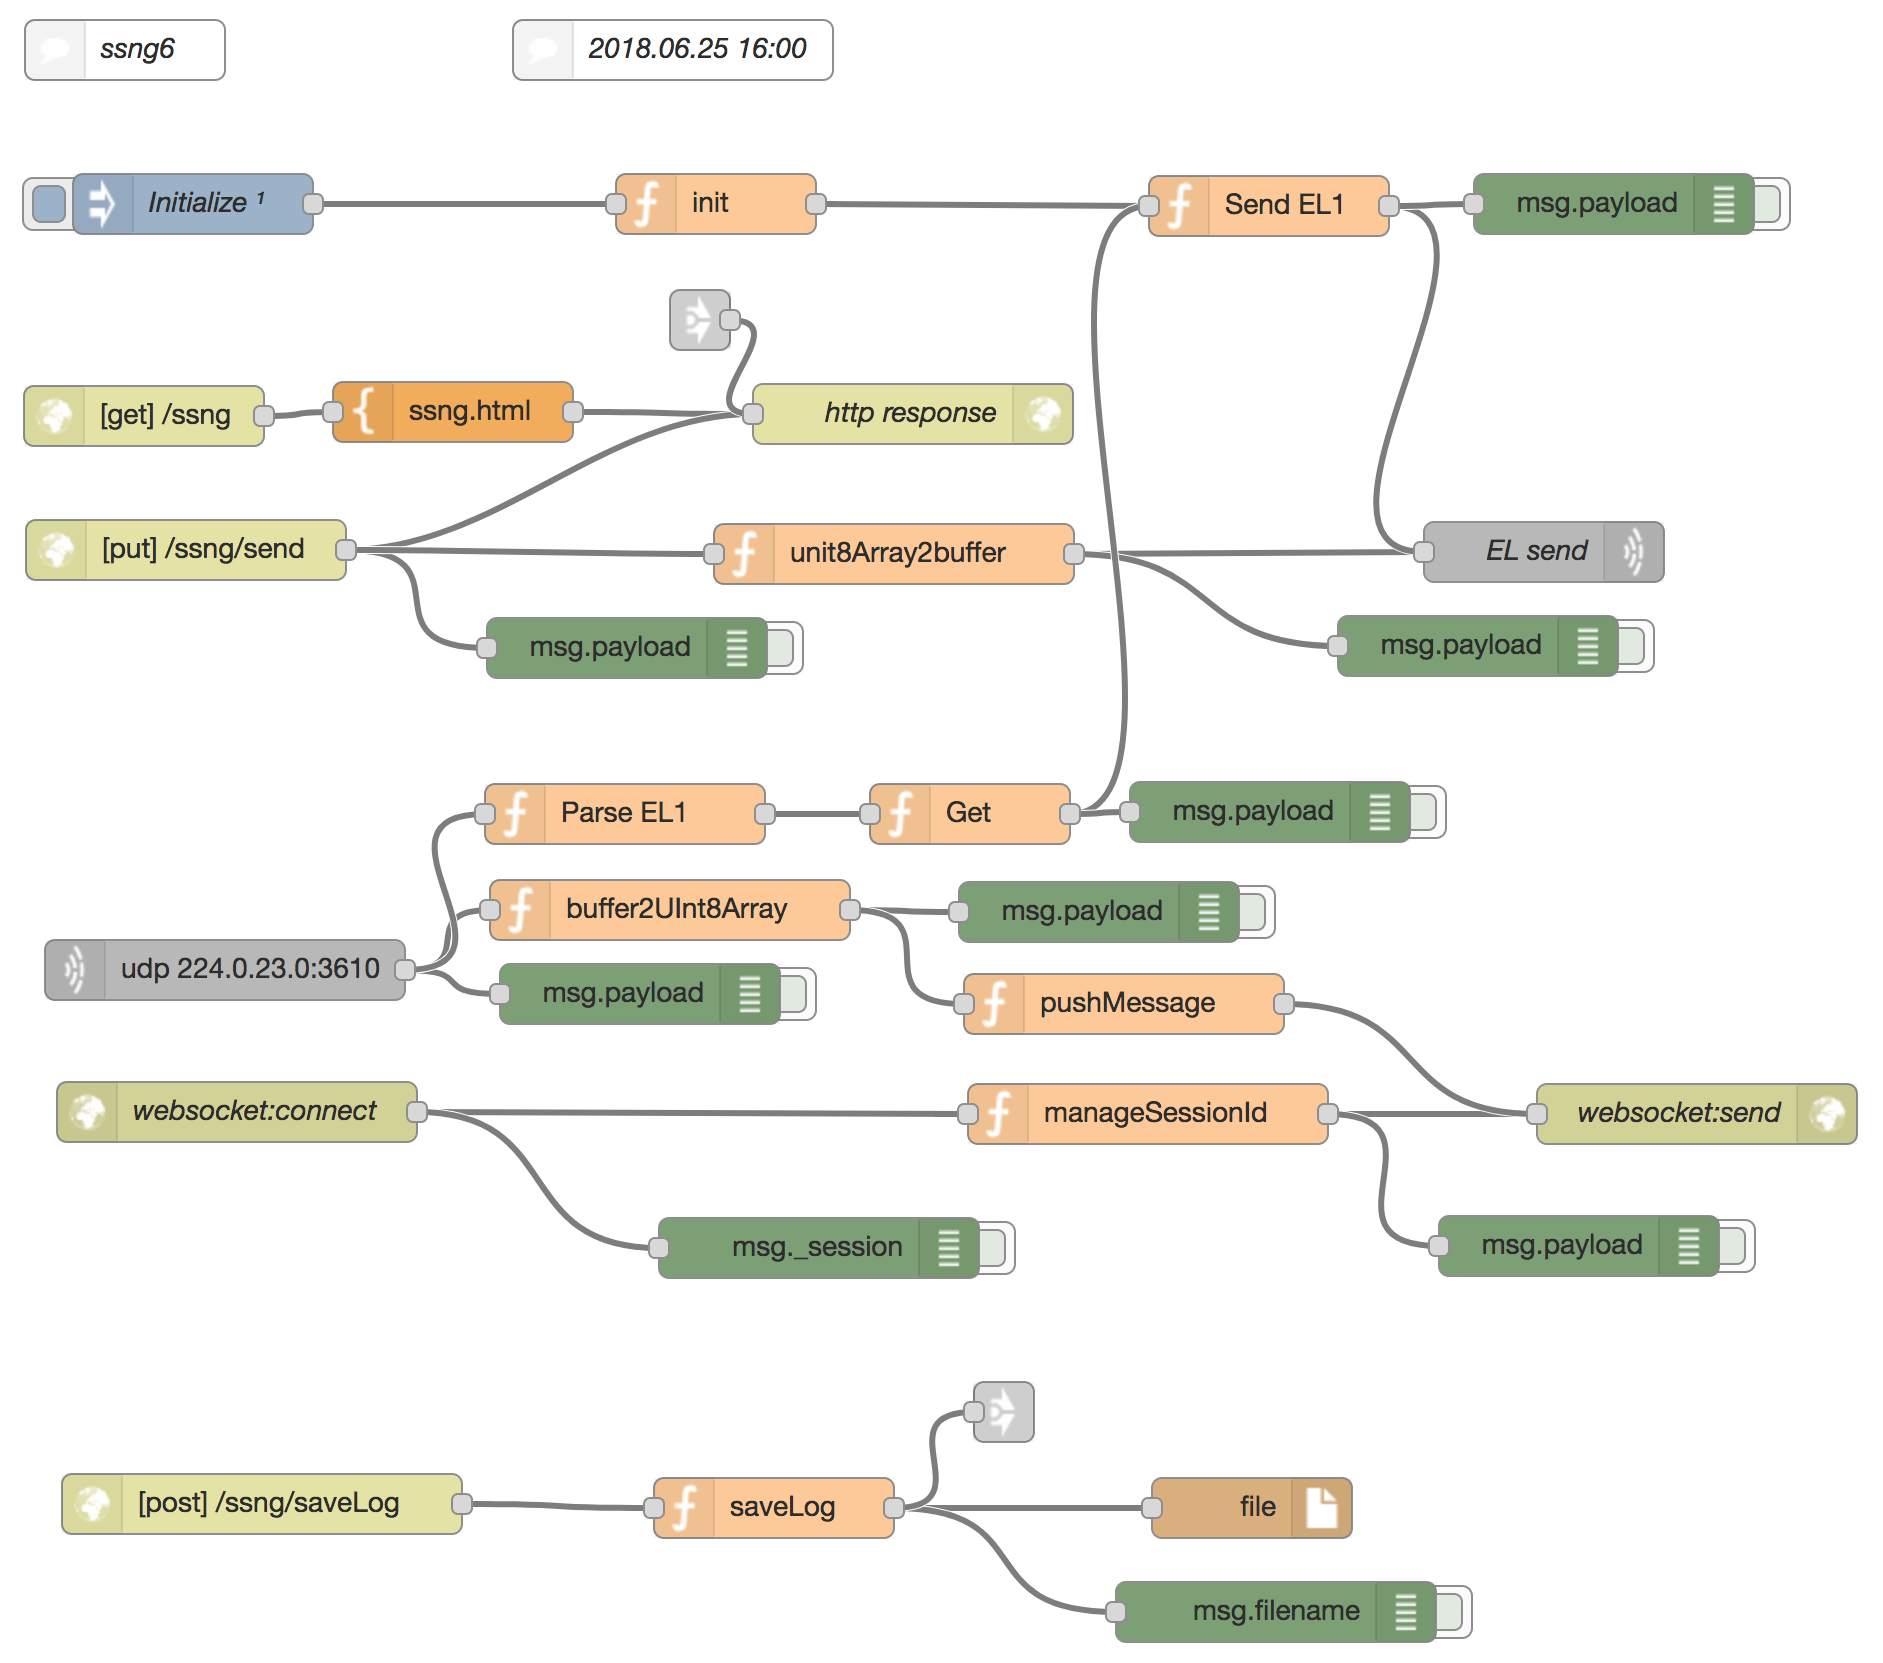 ssng6
2018.06.25 16:00
Initialize ¹
init
Send EL1
msg.payload
[get] /ssng
ssng.html
http response
[put] /ssng/send
unit8Array2buffer
EL send
msg.payload
msg.payload
Parse EL1
Get
msg.payload
buffer2UInt8Array
msg.payload
udp 224.0.23.0:3610
msg.payload
pushMessage
websocket:connect
manageSessionId
websocket:send
msg._session
msg.payload
[post] /ssng/saveLog
saveLog
file
msg.filename